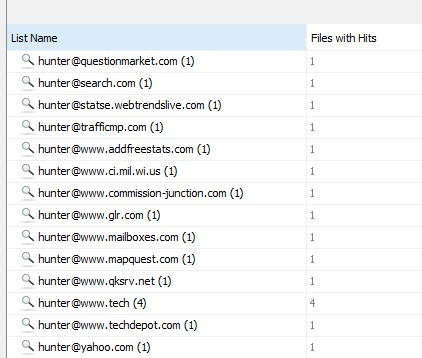 List Name Files with Hits
hunter@questionmarket.com (1) 1
hunter@search.com (1) 1
hunter@statse.webtrendslive.com (1) 1
hunter@trafficmp.com (1) 1
hunter@www.addfreestats.com (1) 1
hunter@www.ci.mil.wi.us (1) 1
hunter@www.commission-junction.com (1) 1
hunter@www.glr.com (1) 1
hunter@www.mailboxes.com (1) 1
hunter@www.mapquest.com (1) 1
hunter@www.qksrv.net (1) 1
hunter@www.tech (4) 4
hunter@www.techdepot.com (1) 1
hunter@yahoo.com (1) 1